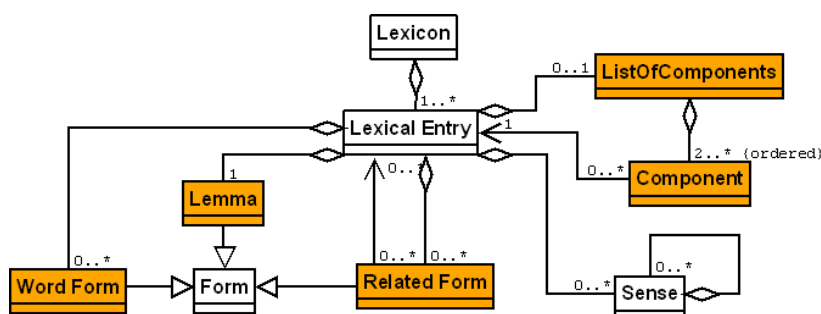 Lexicon
0..1
ListOfComponents
1..*
Lexical Entry
1
2..* {ordered}
1
0..
0..*
Component
Lemma
0..*
0..*
0..*
0..*
Word Form
Form
Related Form
0..*
Sense